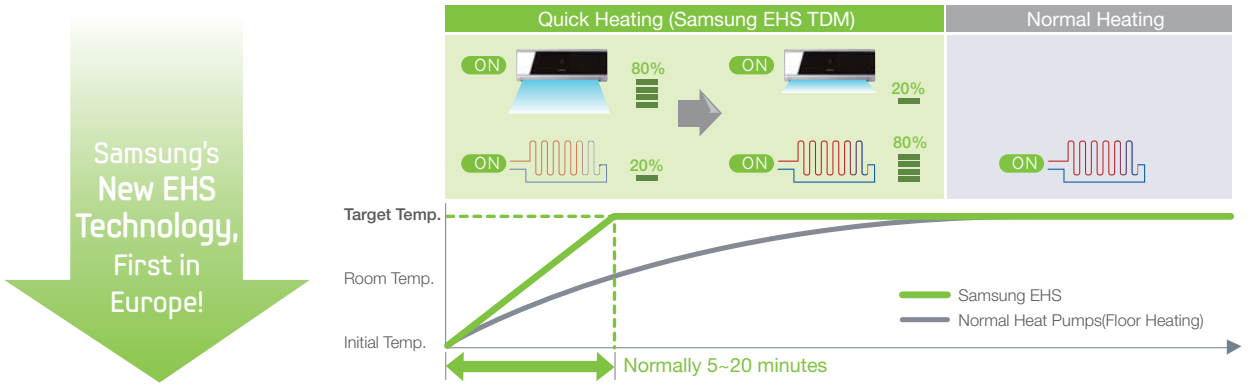 Samsung's
New EHS
Technology,
First in
Europe!
Quick Heating (Samsung EHS TDM)
Normal Heating
ON
80%
ON
20%
ON
20%
ON
80%
ON
Target Temp.
Room Temp.
Initial Temp.
Samsung EHS
Normal Heat Pumps(Floor Heating)
Normally 5~20 minutes